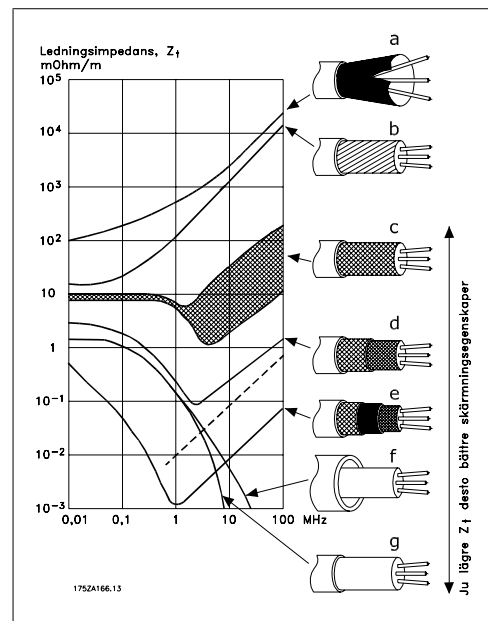 Ledningsimpedans, Zt
mOhm/m
10⁵
10⁴
10³
10²
10
1
10⁻¹
10⁻²
10⁻³
0,01 0,1 1 10 100 MHz
a
b
c
d
e
f
g
Ju lägre Zt desto bättre skärmningsegenskaper
175ZA166.13